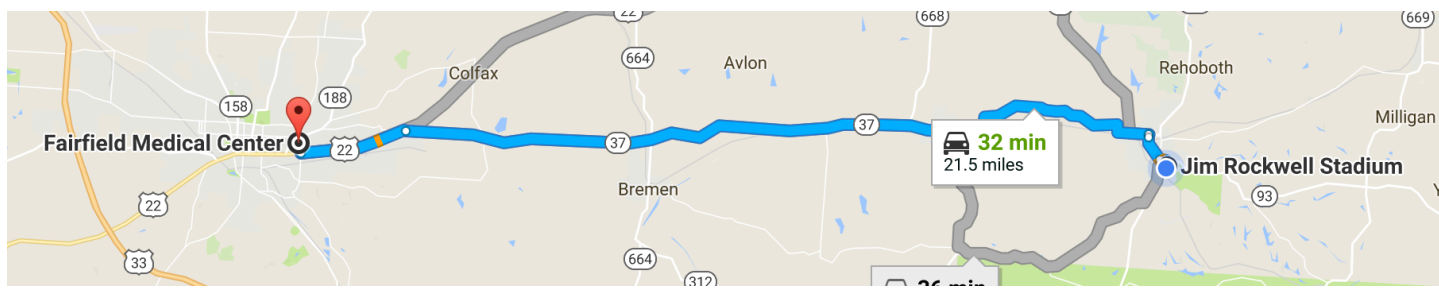 22
668
669
664
Avlon
Colfax
Rehoboth
188
158
Milligan
37
32 min
Fairfield Medical Center
22
37
21.5 miles
Jim Rockwell Stadium
Bremen
93
22
33
664
312